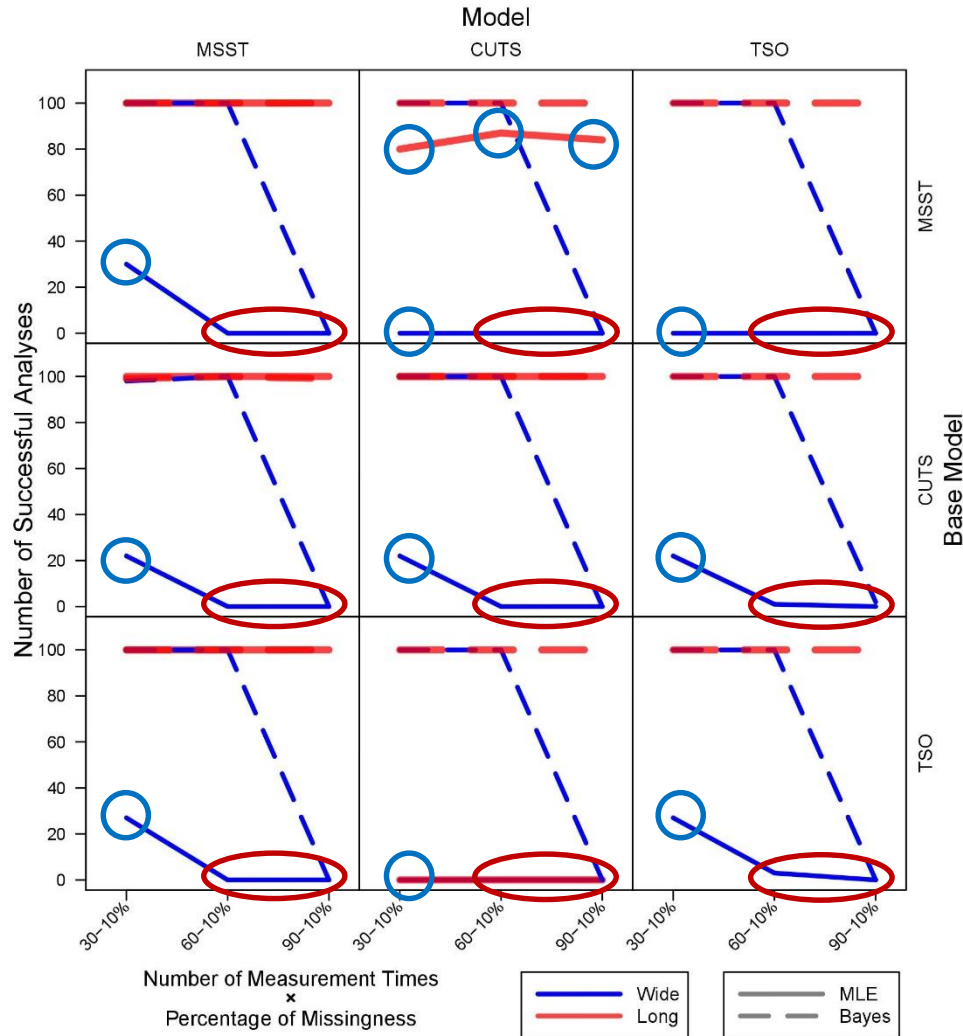 Model
MSST CUTS TSO
100
80
60
40
20
0
MSST
100
80
60
40
20
0
CUTS
100
80
60
40
20
0
TSO
Number of Successful Analyses
Base Model
30−10% 60−10% 90−10% 30−10% 60−10% 90−10% 30−10% 60−10% 90−10%
Number of Measurement Times
×
Percentage of Missingness
Wide
Long
MLE
Bayes